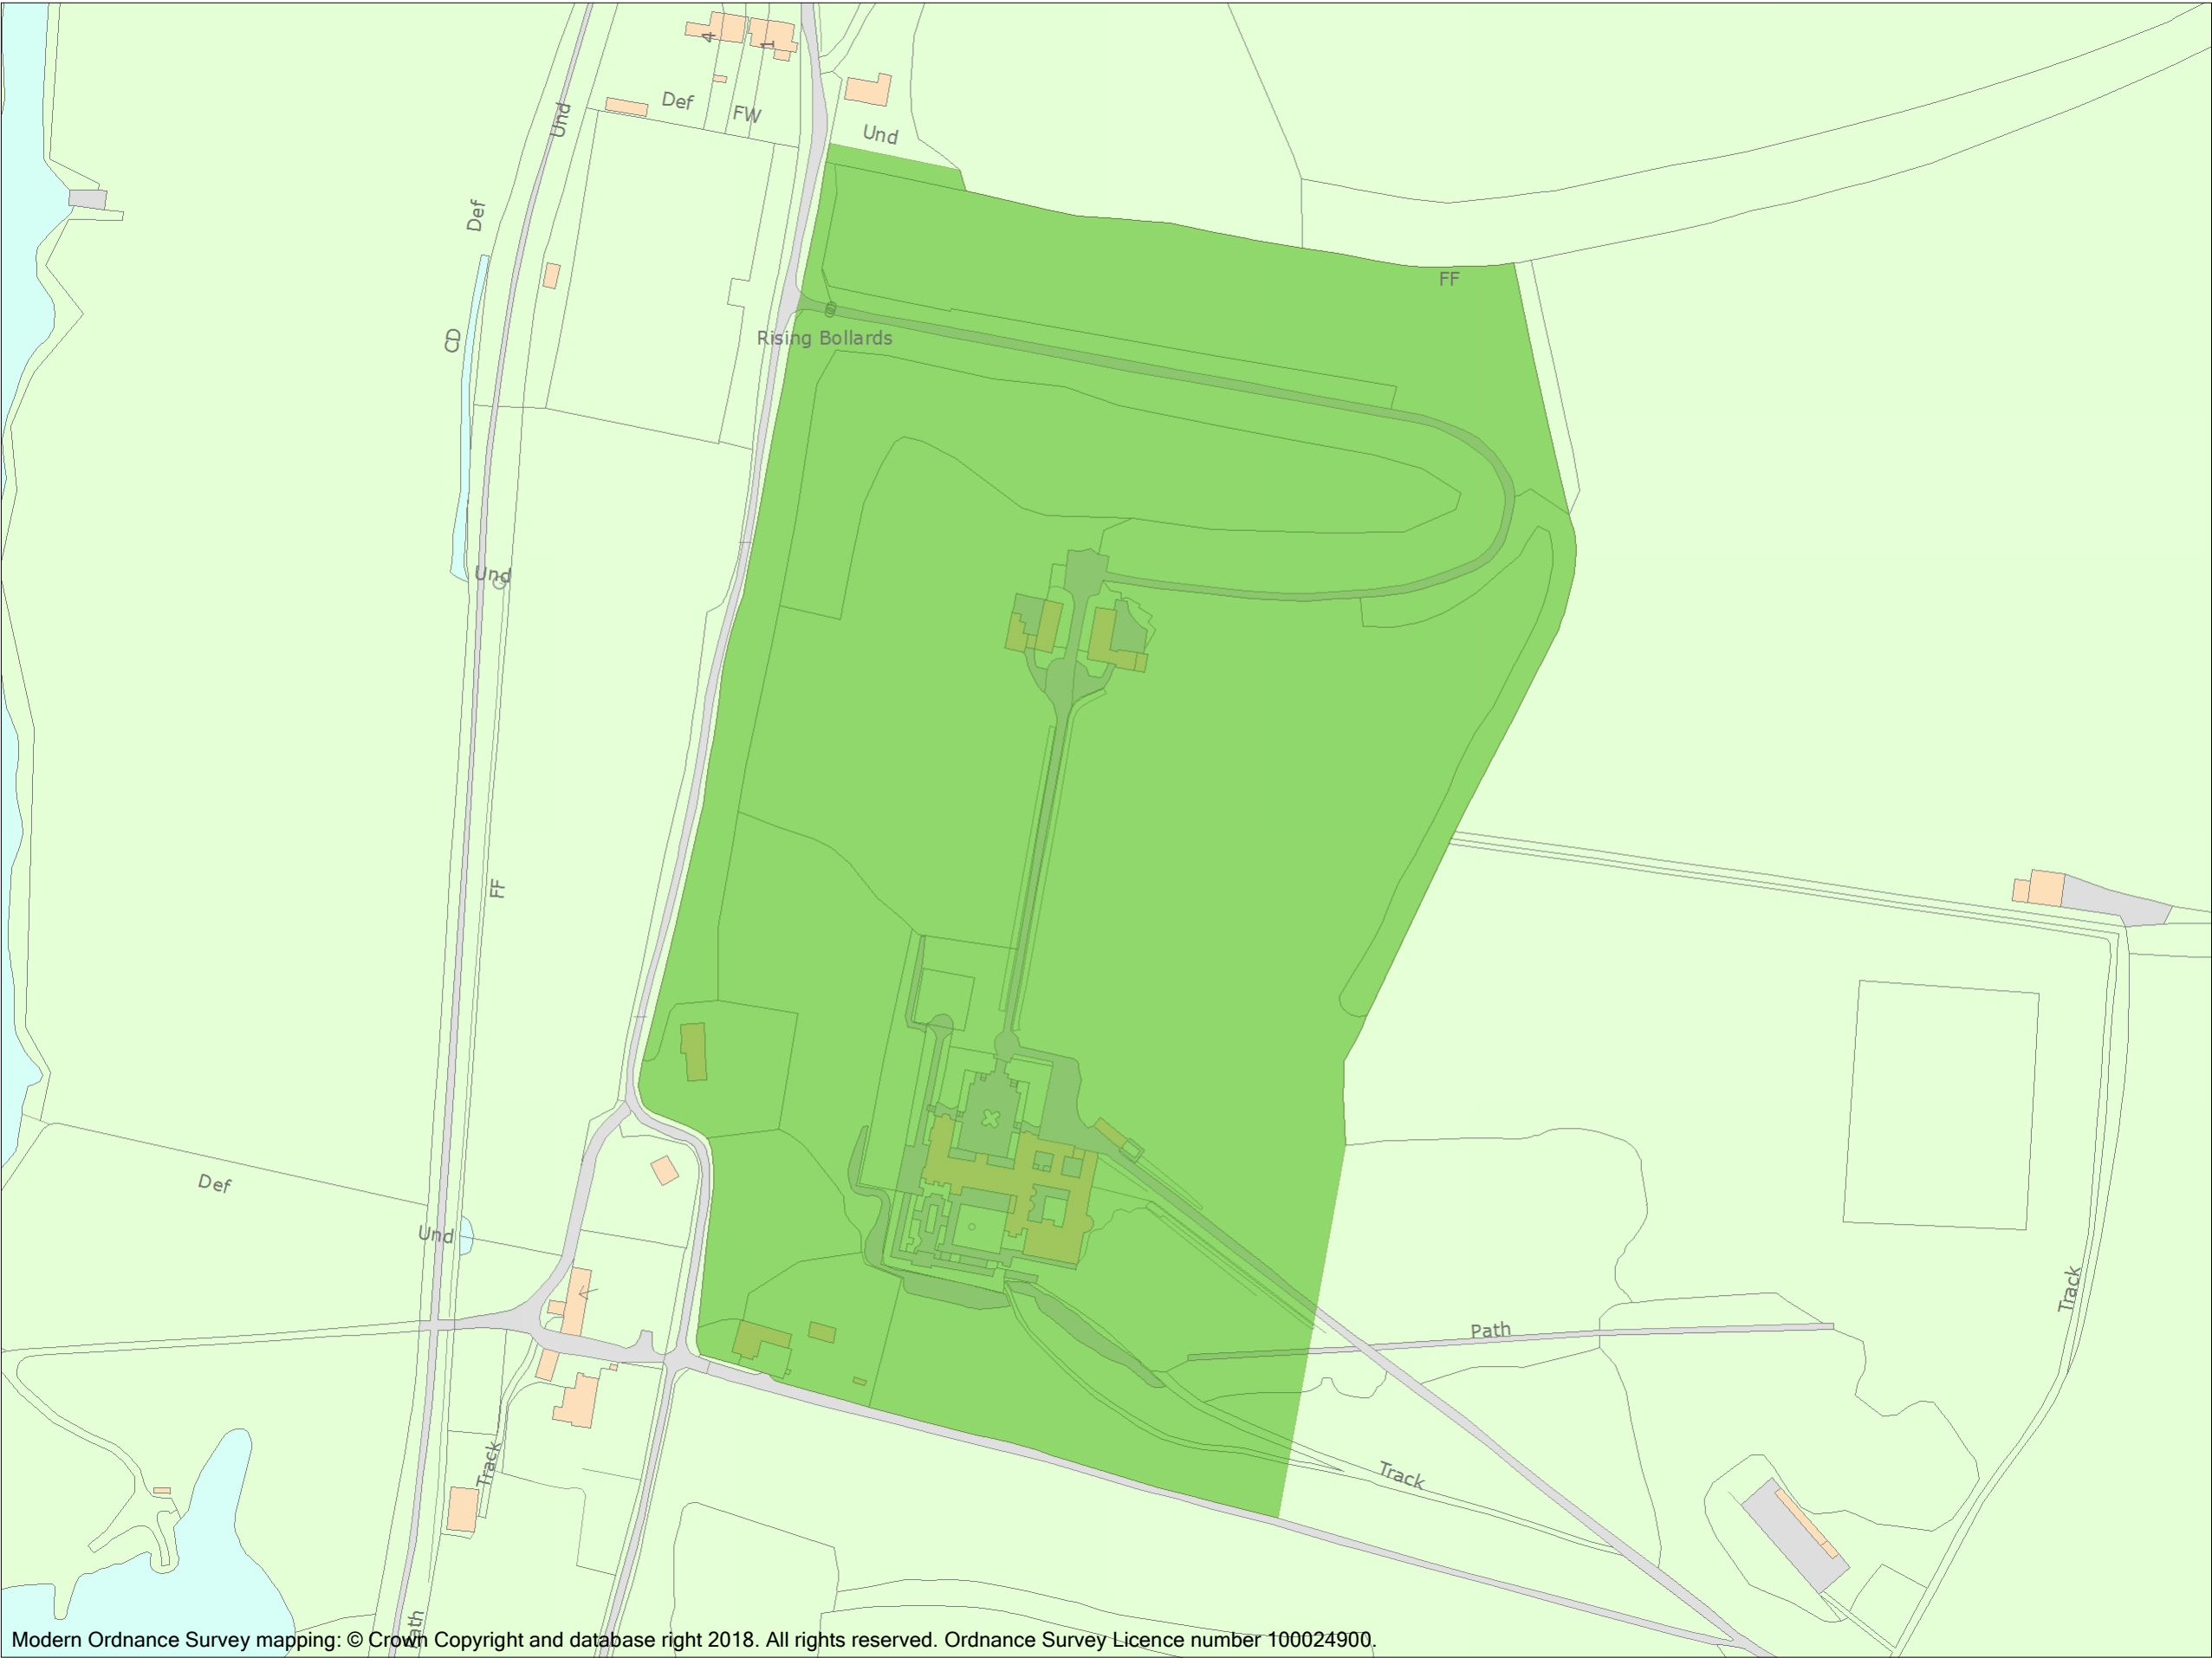 4
1
Def
FW
Und
Und
Def
FF
CD
Rising Bollards
Und
FF
Def
Und
Path
Track
Track
Track
Path
Modern Ordnance Survey mapping: © Crown Copyright and database right 2018. All rights reserved. Ordnance Survey Licence number 100024900.